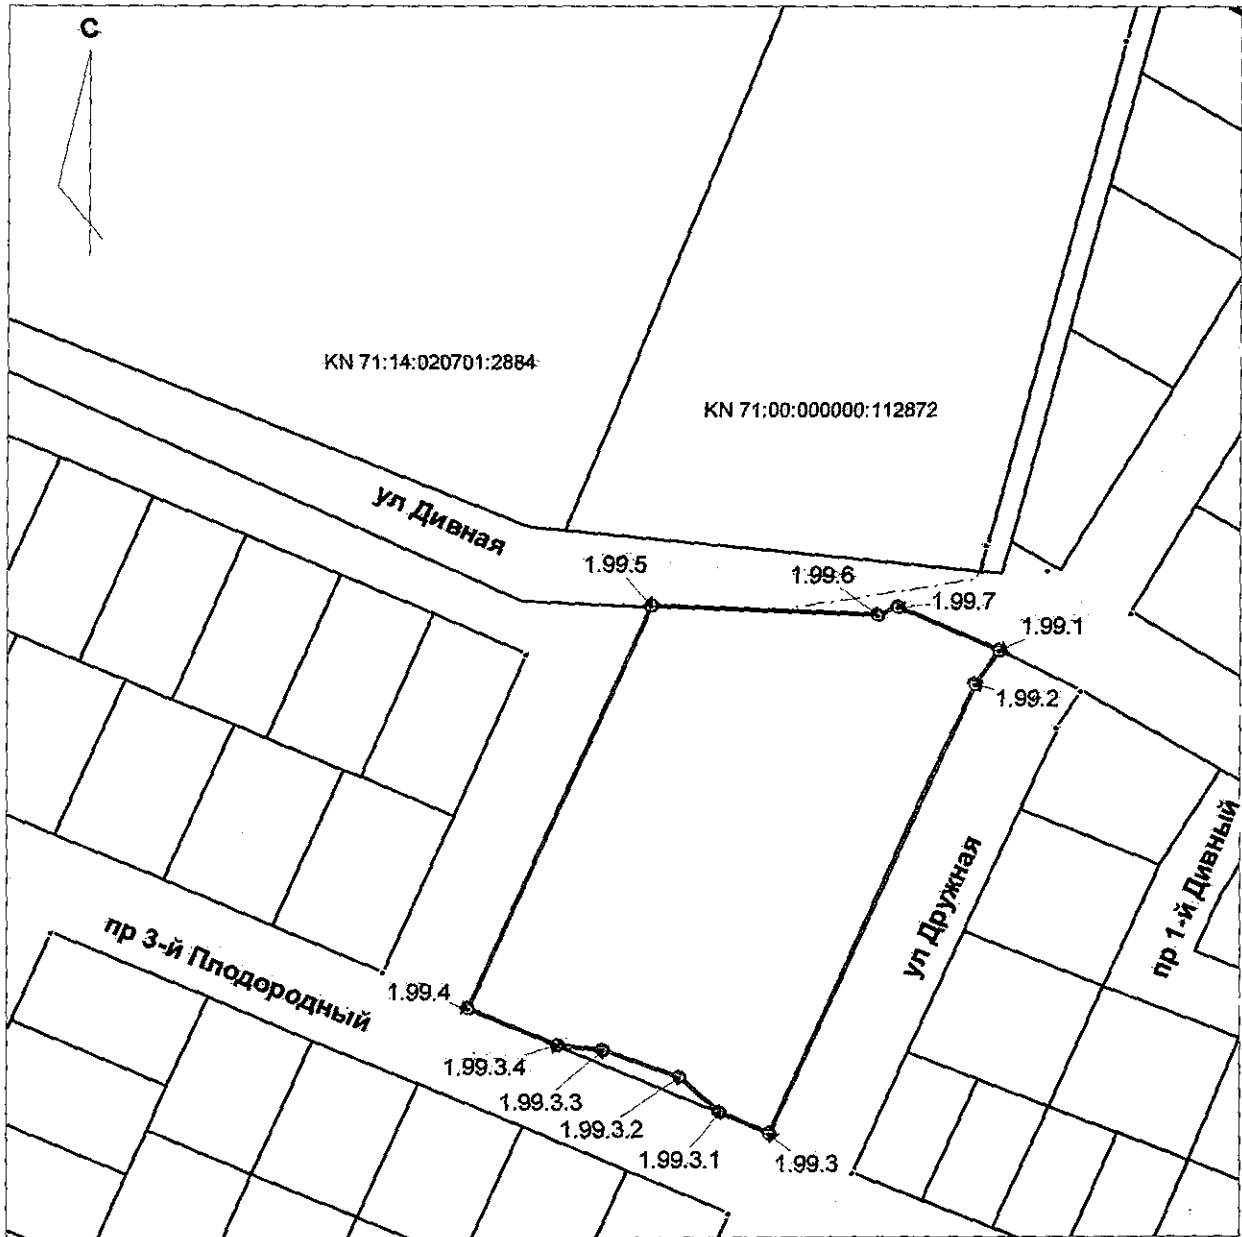 С
KN 71:14:020701:2884
KN 71:00:000000:112872
ул Дивная
1.99.5
1.99.6
1.99.7
1.99.1
1.99.2
ул Дружная
пр 1-й Дивный
пр 3-й Плодородный
1.99.4
1.99.3.4
1.99.3.3
1.99.3.2
1.99.3.1
1.99.3